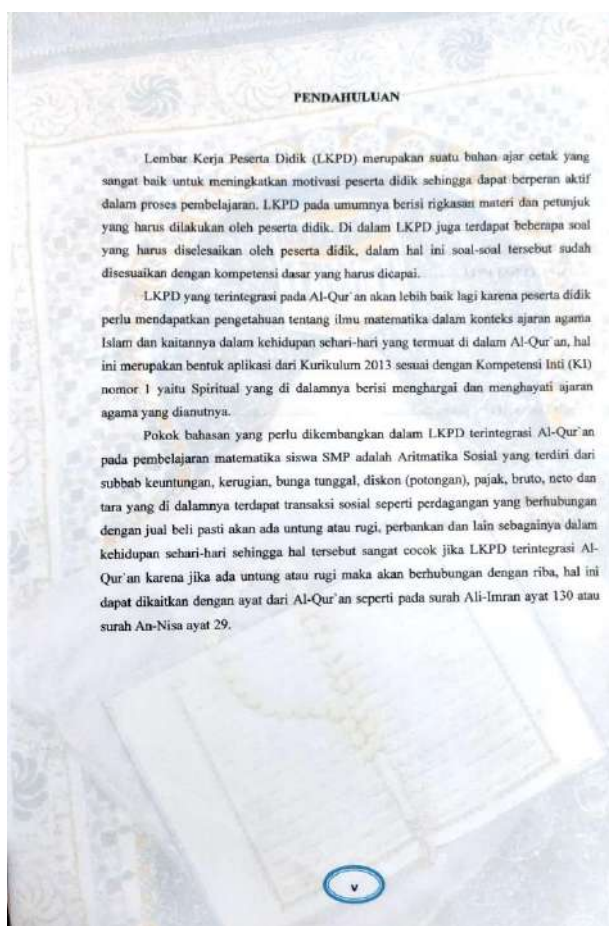 PENDAHULUAN
Lembar Kerja Peserta Didik (LKPD) merupakan suatu bahan ajar cetak yang
sangat baik untuk meningkatkan motivasi peserta didik sehingga dapat berperan aktif
dalam proses pembelajaran. LKPD pada umumnya berisi rigkasan materi dan petunjuk
yang harus dilakukan oleh peserta didik. Di dalam LKPD juga terdapat beberapa soal
yang harus diselesaikan oleh peserta didik, dalam hal ini soal-soal tersebut sudah
disesuaikan dengan kompetensi dasar yang harus dicapai.
LKPD yang terintegrasi pada Al-Qur`an akan lebih baik lagi karena peserta didik
perlu mendapatkan pengetahuan tentang ilmu matematika dalam konteks ajaran agama
Islam dan kaitannya dalam kehidupan sehari-hari yang termuat di dalam Al-Qur`an, hal
ini merupakan bentuk aplikasi dari Kurikulum 2013 sesuai dengan Kompetensi Inti (KI)
nomor 1 yaitu Spiritual yang di dalamnya berisi menghargai dan menghayati ajaran
agama yang dianutnya.
Pokok bahasan yang perlu dikembangkan dalam LKPD terintegrasi Al-Qur`an
pada pembelajaran matematika siswa SMP adalah Aritmatika Sosial yang terdiri dari
subbab keuntungan, kerugian, bunga tunggal, diskon (potongan), pajak, bruto, neto dan
tara yang di dalamnya terdapat transaksi sosial seperti perdagangan yang berhubungan
dengan jual beli pasti akan ada untung atau rugi, perbankan dan lain sebagainya dalam
kehidupan sehari-hari sehingga hal tersebut sangat cocok jika LKPD terintegrasi Al-
Qur`an karena jika ada untung atau rugi maka akan berhubungan dengan riba, hal ini
dapat dikaitkan dengan ayat dari Al-Qur`an seperti pada surah Ali-Imran ayat 130 atau
surah An-Nisa ayat 29.
v